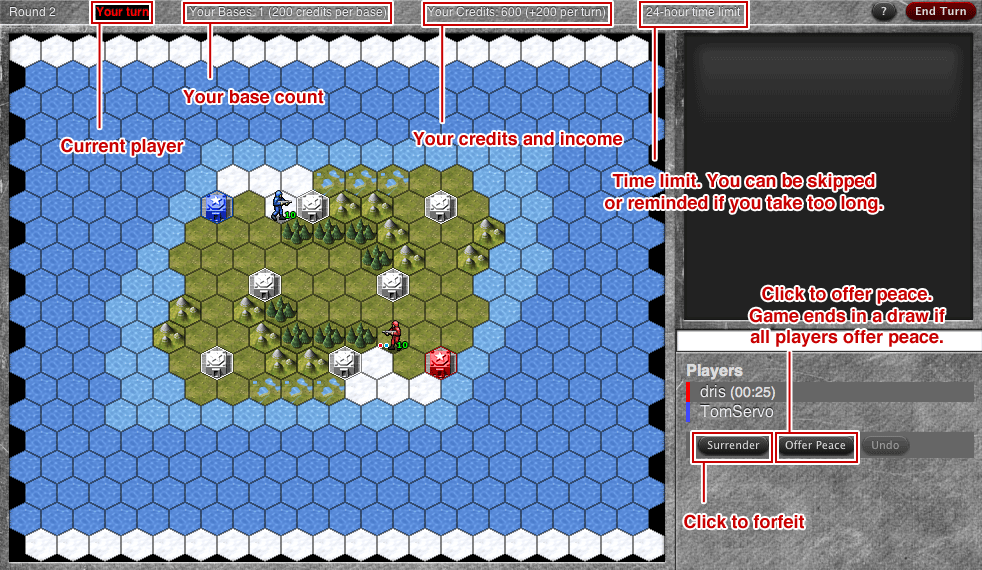 Round 2
Your turn
Your Bases: 1 (200 credits per base)
Your Credits: 600 (+200 per turn)
24-hour time limit
?
End Turn
Your base count
Current player
Your credits and income
Time limit. You can be skipped
or reminded if you take too long.
10
10
Click to offer peace.
Game ends in a draw if
all players offer peace.
Players
dris (00:25)
TomServo
Surrender
Offer Peace
Undo
Click to forfeit